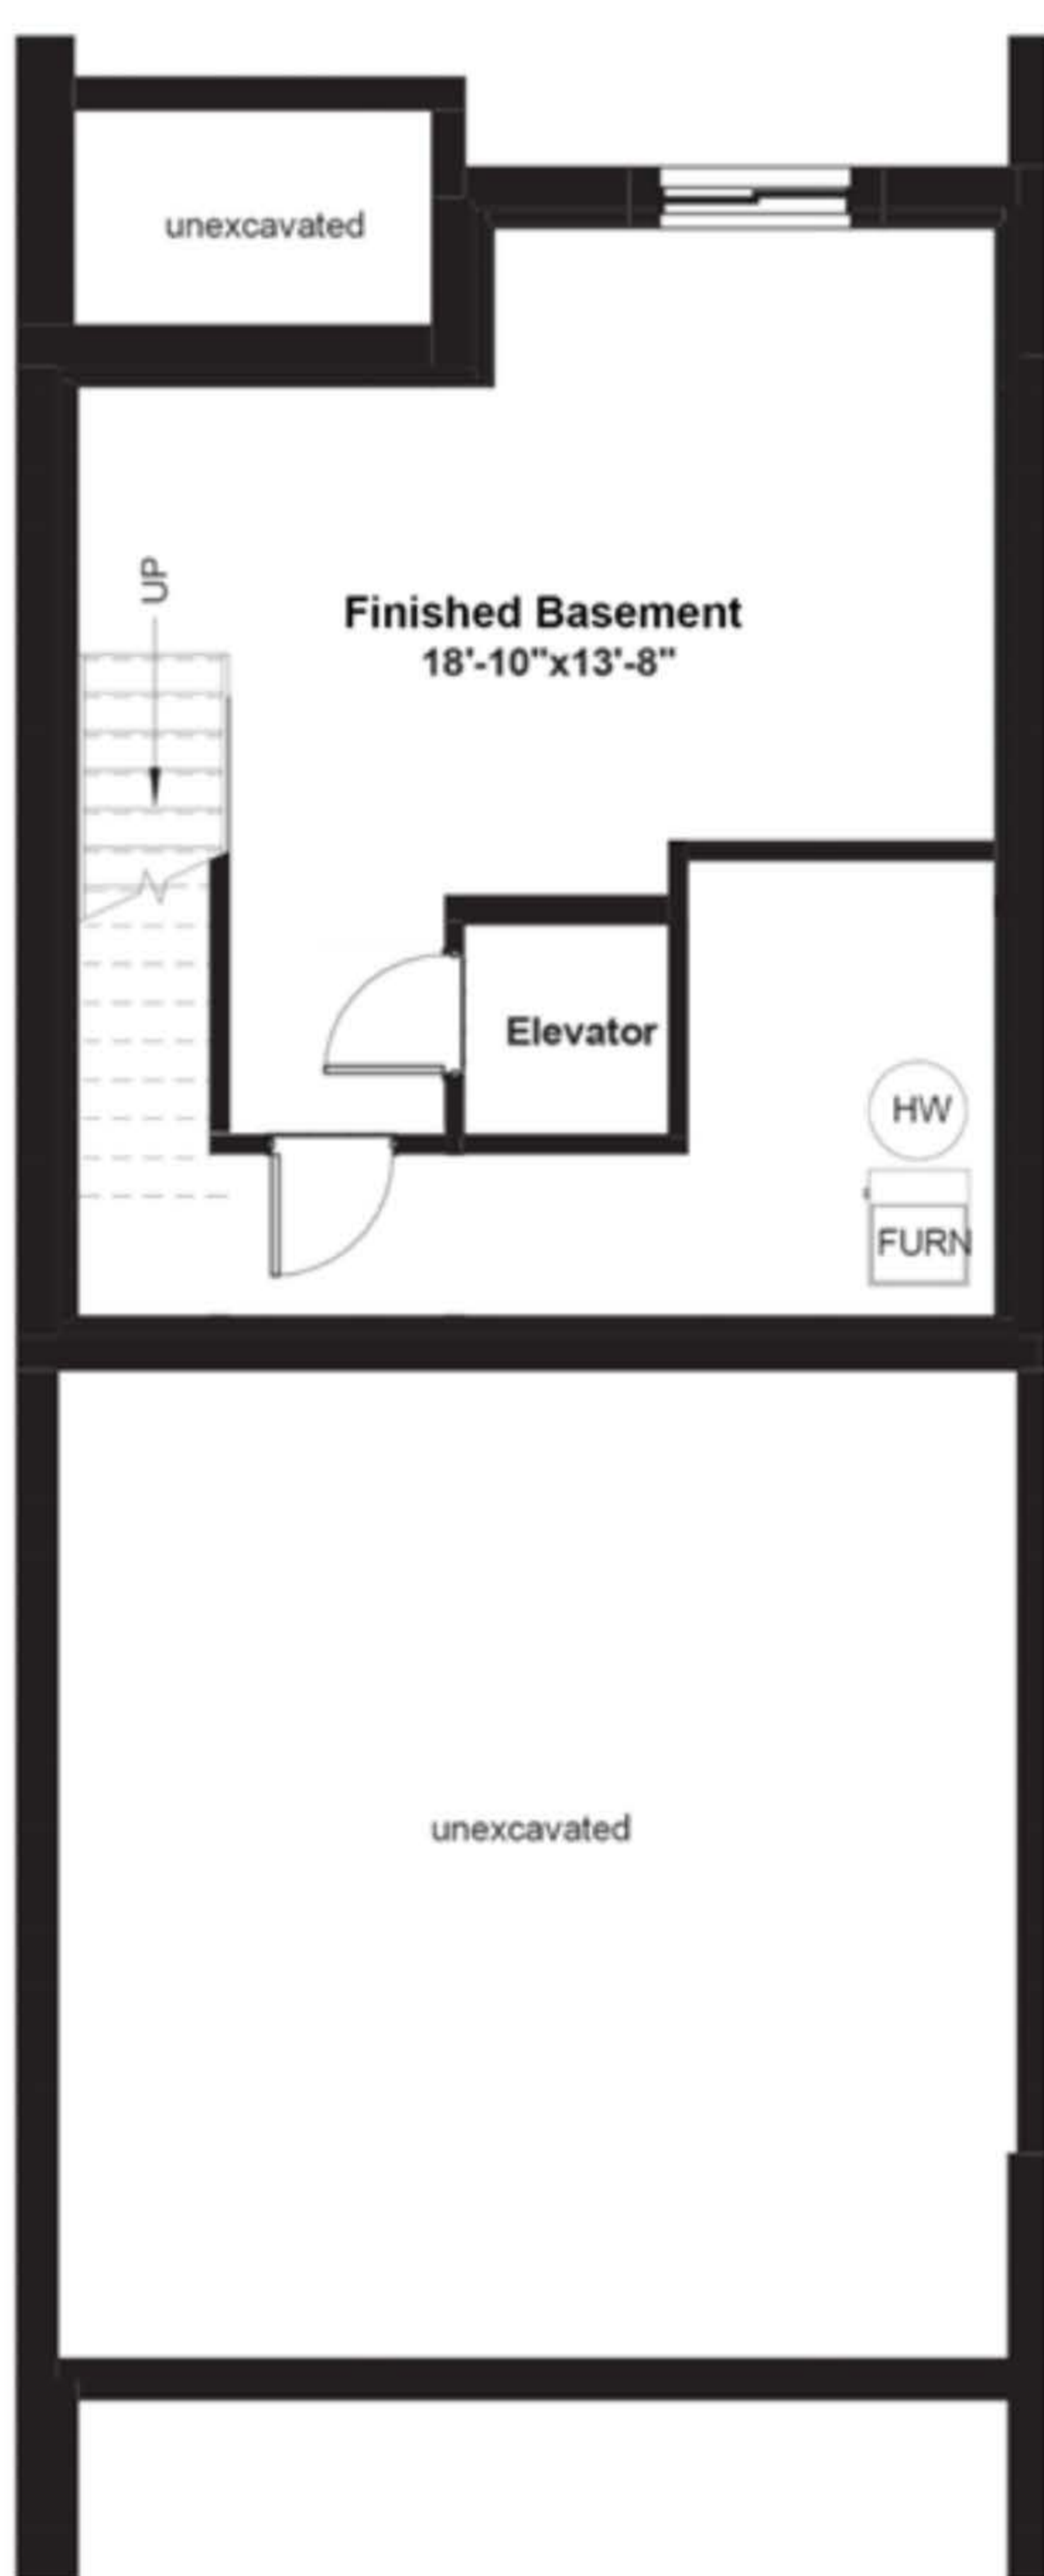 unexcavated
UP
Finished Basement
18'-10"x13'-8"
Elevator
HW
FURN
unexcavated